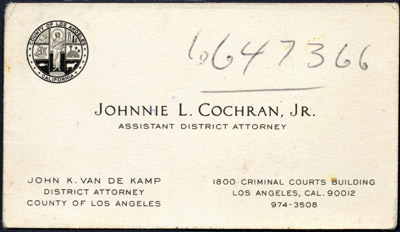 COUNTY OF LOS ANGELES
CALIFORNIA
6647366
JOHNNIE L. COCHRAN, JR.
ASSISTANT DISTRICT ATTORNEY
JOHN K. VAN DE KAMP
DISTRICT ATTORNEY
COUNTY OF LOS ANGELES
1800 CRIMINAL COURTS BUILDING
LOS ANGELES, CAL. 90012
974-3508